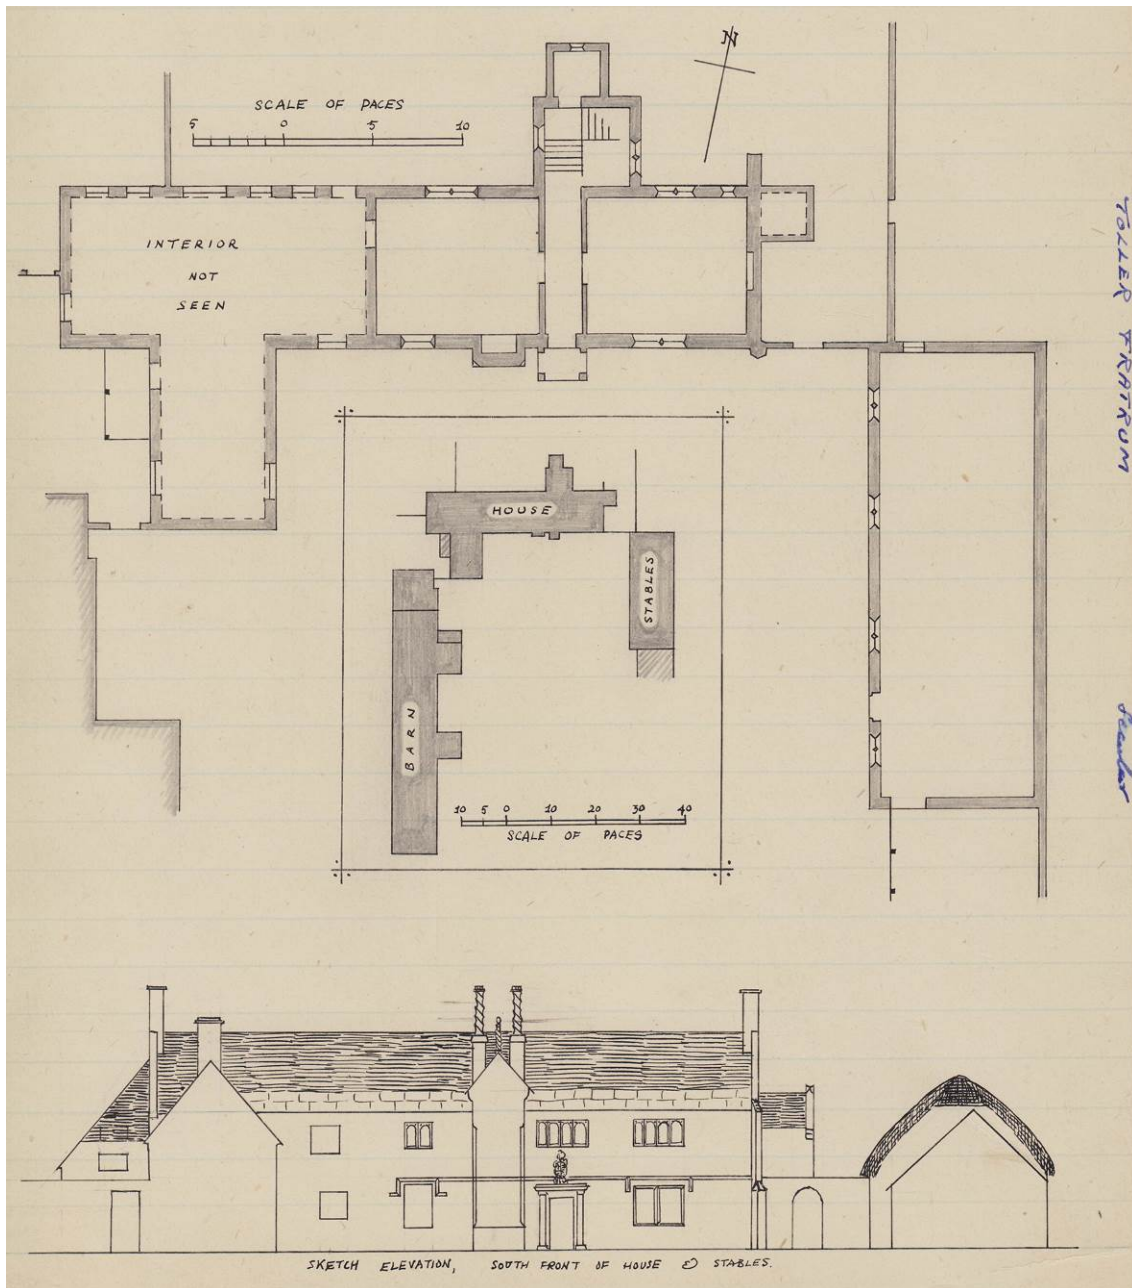 N
SCALE OF PACES
5 0 5 10
INTERIOR
NOT
SEEN
TOLLER FRATRUM
HOUSE
STABLES
BARN
Secular
10 5 0 10 20 30 40
SCALE OF PACES
SKETCH ELEVATION, SOUTH FRONT OF HOUSE & STABLES.